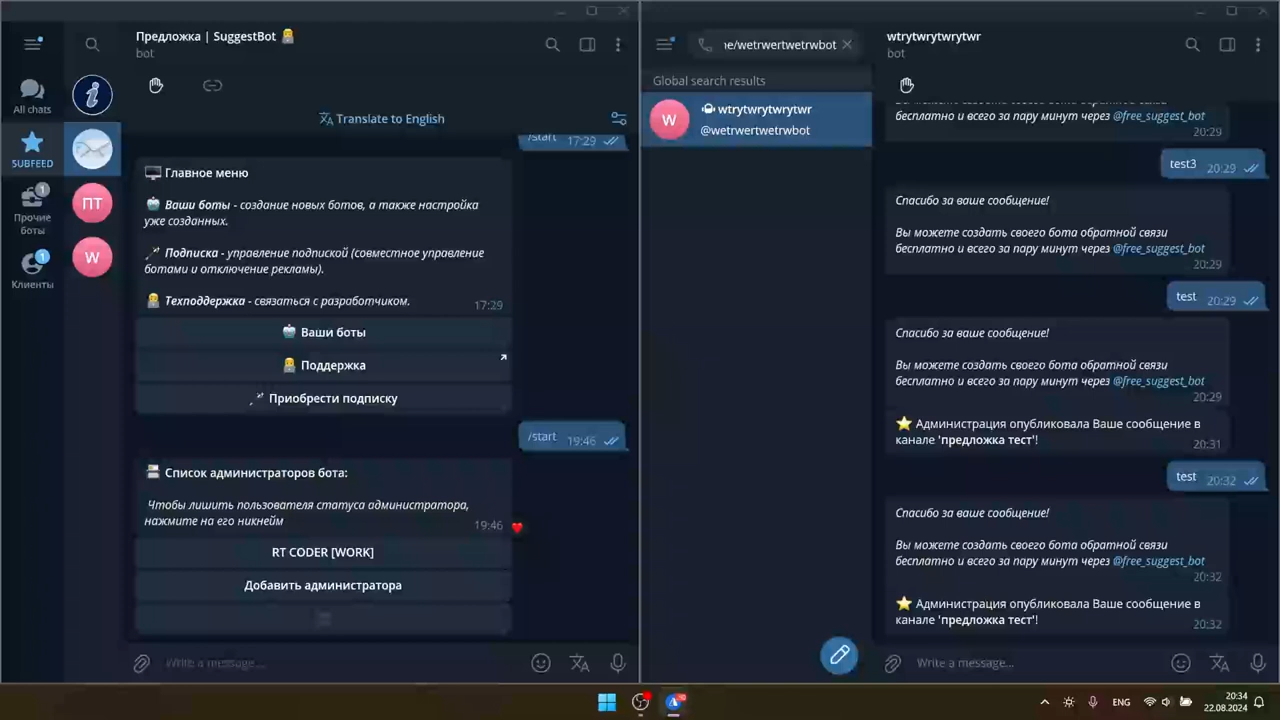 Предложка | SuggestBot
bot
All chats
SUBFEED
1
Прочие
боты
1
Клиенты
ПТ
W
Translate to English
/start 17:29
Главное меню
Ваши боты - создание новых ботов, а также настройка
уже созданных.
Подписка - управление подпиской (совместное управление
ботами и отключение рекламы).
Техподдержка - связаться с разработчиком.
17:29
Ваши боты
Поддержка
Приобрести подписку
/start 19:46
Список администраторов бота:
Чтобы лишить пользователя статуса администратора,
нажмите на его никнейм
19:46
RT CODER [WORK]
Добавить администратора
Write a message...
e/wetrwertwetrwbot
Global search results
W
wtrytwrytwrytwr
@wetrwertwetrwbot
wtrytwrytwrytwr
bot
Вы можете создать своего бота обратной связи
бесплатно и всего за пару минут через @free_suggest_bot
20:29
test3 20:29
Спасибо за ваше сообщение!
Вы можете создать своего бота обратной связи
бесплатно и всего за пару минут через @free_suggest_bot
20:29
test 20:29
Спасибо за ваше сообщение!
Вы можете создать своего бота обратной связи
бесплатно и всего за пару минут через @free_suggest_bot
20:29
Администрация опубликовала Ваше сообщение в
канале 'предложка тест'!
20:31
test 20:32
Спасибо за ваше сообщение!
Вы можете создать своего бота обратной связи
бесплатно и всего за пару минут через @free_suggest_bot
20:32
Администрация опубликовала Ваше сообщение в
канале 'предложка тест'!
20:32
Write a message...
ENG
20:34
22.08.2024